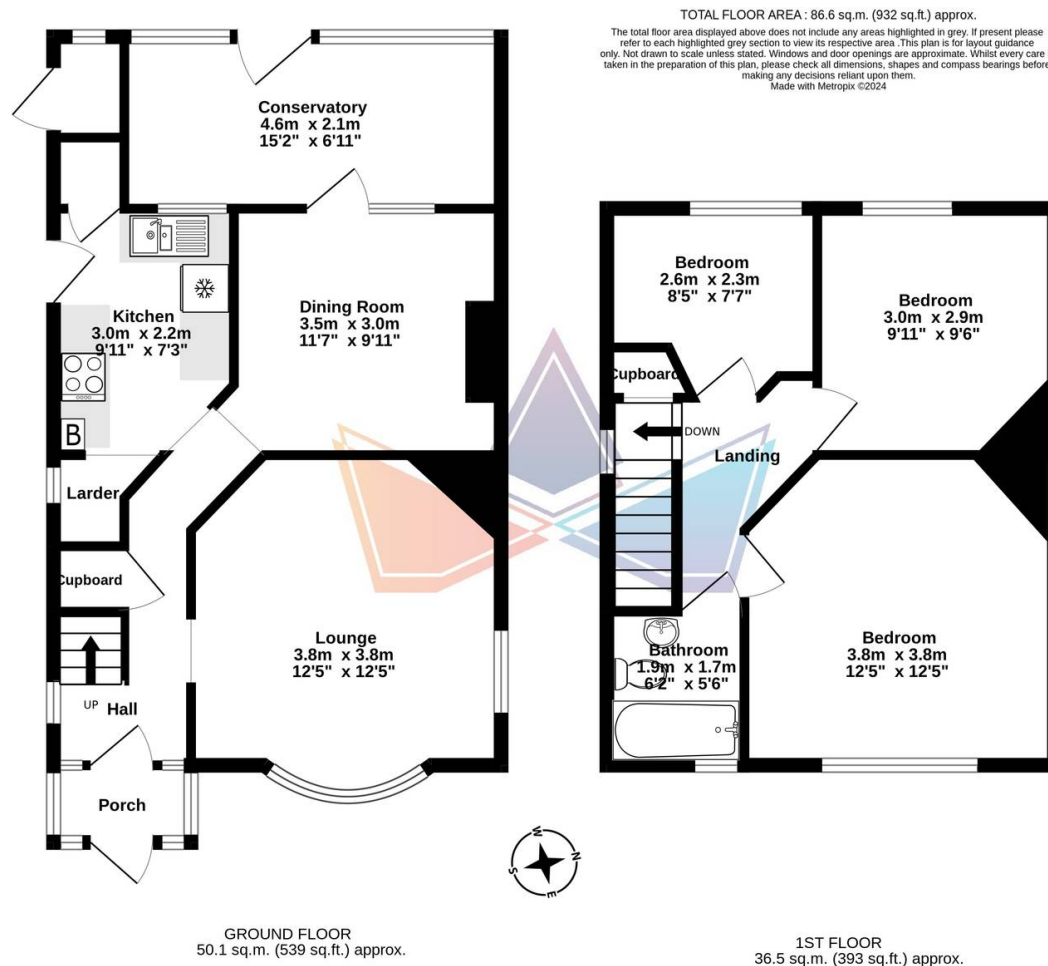 TOTAL FLOOR AREA : 86.6 sq.m. (932 sq.ft.) approx.
The total floor area displayed above does not include any areas highlighted in grey. If present please
refer to each highlighted grey section to view its respective area .This plan is for layout guidance
only. Not drawn to scale unless stated. Windows and door openings are approximate. Whilst every care
taken in the preparation of this plan, please check all dimensions, shapes and compass bearings before
making any decisions reliant upon them.
Made with Metropix ©2024
Conservatory
4.6m x 2.1m
15'2" x 6'11"
Kitchen
3.0m x 2.2m
9'11" x 7'3"
Dining Room
3.5m x 3.0m
11'7" x 9'11"
B
Larder
Cupboard
Lounge
3.8m x 3.8m
12'5" x 12'5"
UP
Hall
Porch
Bedroom
2.6m x 2.3m
8'5" x 7'7"
Bedroom
3.0m x 2.9m
9'11" x 9'6"
Cupboard
DOWN
Landing
Bathroom
1.9m x 1.7m
6'2" x 5'6"
Bedroom
3.8m x 3.8m
12'5" x 12'5"
W
N
S
E
GROUND FLOOR
50.1 sq.m. (539 sq.ft.) approx.
1ST FLOOR
36.5 sq.m. (393 sq.ft.) approx.